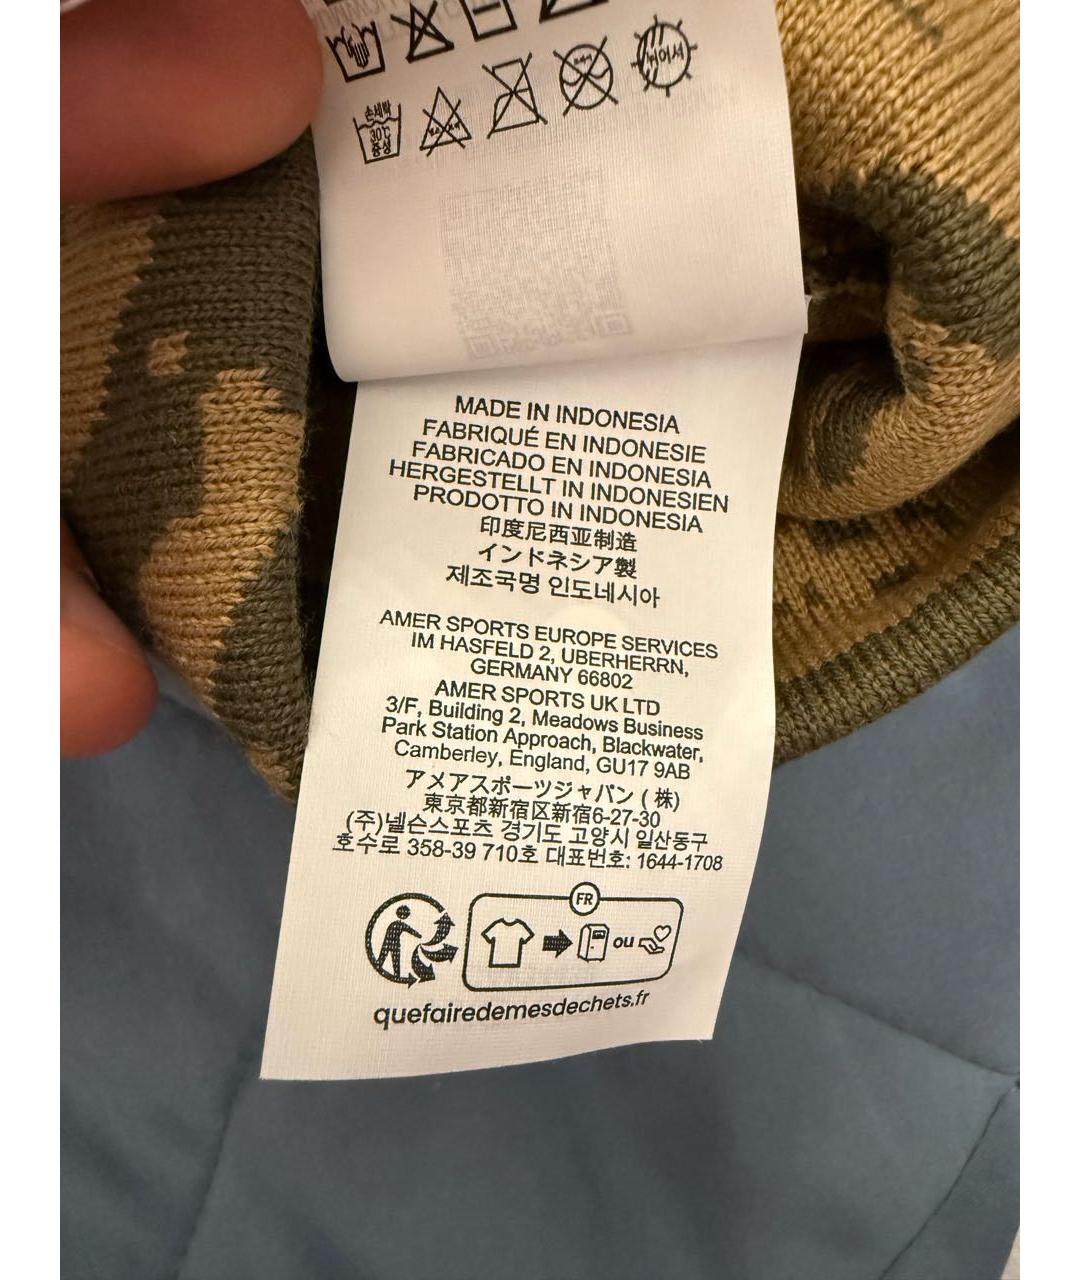 손세탁
30℃
중성
MADE IN INDONESIA
FABRIQUÉ EN INDONESIE
FABRICADO EN INDONESIA
HERGESTELLT IN INDONESIEN
PRODOTTO IN INDONESIA
印度尼西亚制造
インドネシア製
제조국명 인도네시아
AMER SPORTS EUROPE SERVICES
IM HASFELD 2, UBERHERRN,
GERMANY 66802
AMER SPORTS UK LTD
3/F, Building 2, Meadows Business
Park Station Approach, Blackwater,
Camberley, England, GU17 9AB
アメアスポーツジャパン (株)
東京都新宿区新宿6-27-30
(주)넬슨스포츠 경기도 고양시 일산동구
호수로 358-39 710호 대표번호: 1644-1708
FR
ou
quefairedemesdechets.fr